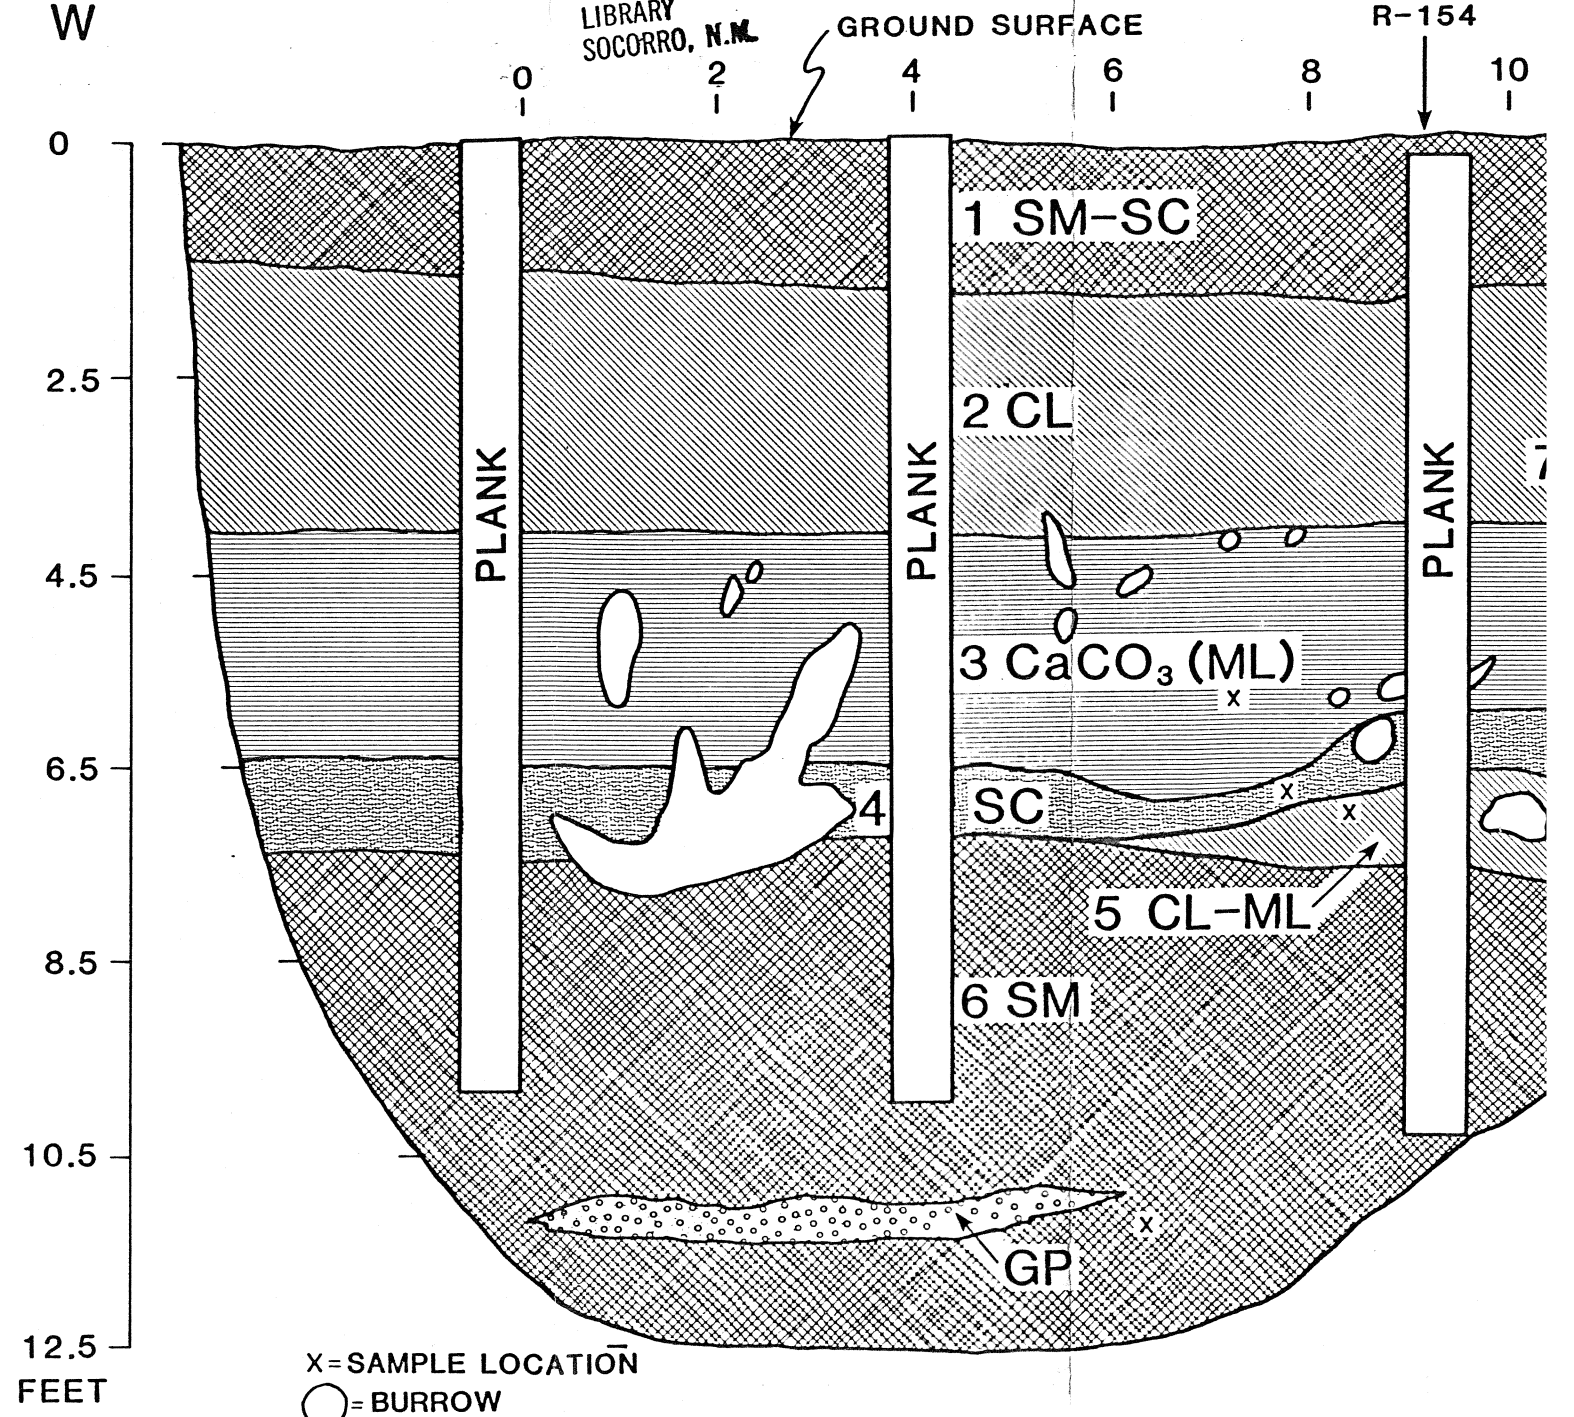 W
LIBRARY
SOCORRO, N.M.
GROUND SURFACE
R-154
0 2 4 6 8 10
0
1 SM-SC
2.5
2 CL
7
PLANK
PLANK
PLANK
4.5
3 CaCO₃ (ML)
x
6.5
x
4 SC
x
5 CL-ML
8.5
6 SM
10.5
x
GP
12.5
FEET
x = SAMPLE LOCATION
= BURROW